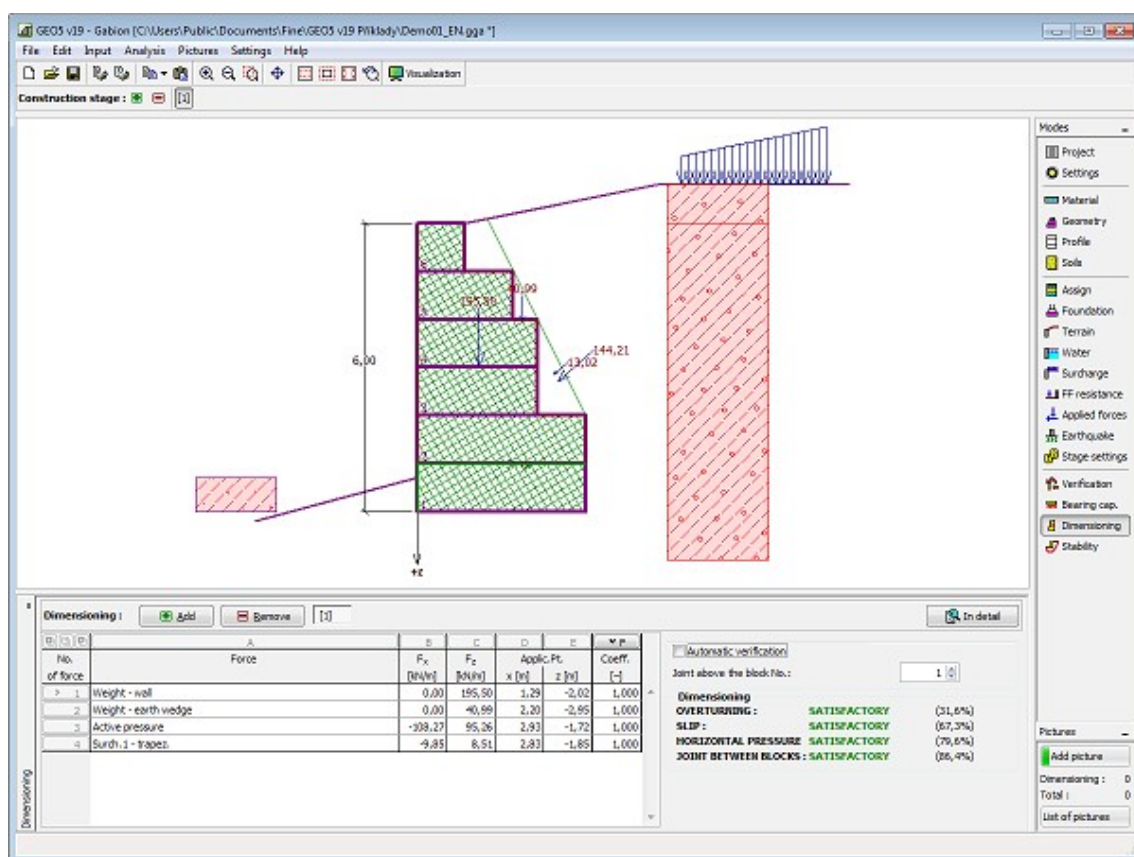 GEO5 v19 - Gabion [C:\Users\Public\Documents\Fine\GEO5 v19 Příklady\Demo01_EN.gga *]
File Edit Input Analysis Pictures Settings Help
Visualization
Construction stage : [1]
6,00
195,50
40,99
144,21
13,02
5
4
3
2
1
+z
Modes
Project
Settings
Material
Geometry
Profile
Soils
Assign
Foundation
Terrain
Water
Surcharge
FF resistance
Applied forces
Earthquake
Stage settings
Verification
Bearing cap.
Dimensioning
Stability
Dimensioning : Add Remove [1] In detail
A B C D E F
No. Force Fx Fz Applic.Pt. Coeff.
of force [kN/m] [kN/m] x [m] z [m] [-]
1 Weight - wall 0,00 195,50 1,29 -2,02 1,000
2 Weight - earth wedge 0,00 40,99 2,20 -2,95 1,000
3 Active pressure -108,27 95,26 2,93 -1,72 1,000
4 Surch.1 - trapez. -9,85 8,51 2,83 -1,85 1,000
Automatic verification
Joint above the block No.: 1
Dimensioning
OVERTURNING : SATISFACTORY (31,6%)
SLIP : SATISFACTORY (67,3%)
HORIZONTAL PRESSURE SATISFACTORY (79,6%)
JOINT BETWEEN BLOCKS : SATISFACTORY (86,4%)
Dimensioning
Pictures
Add picture
Dimensioning : 0
Total : 0
List of pictures